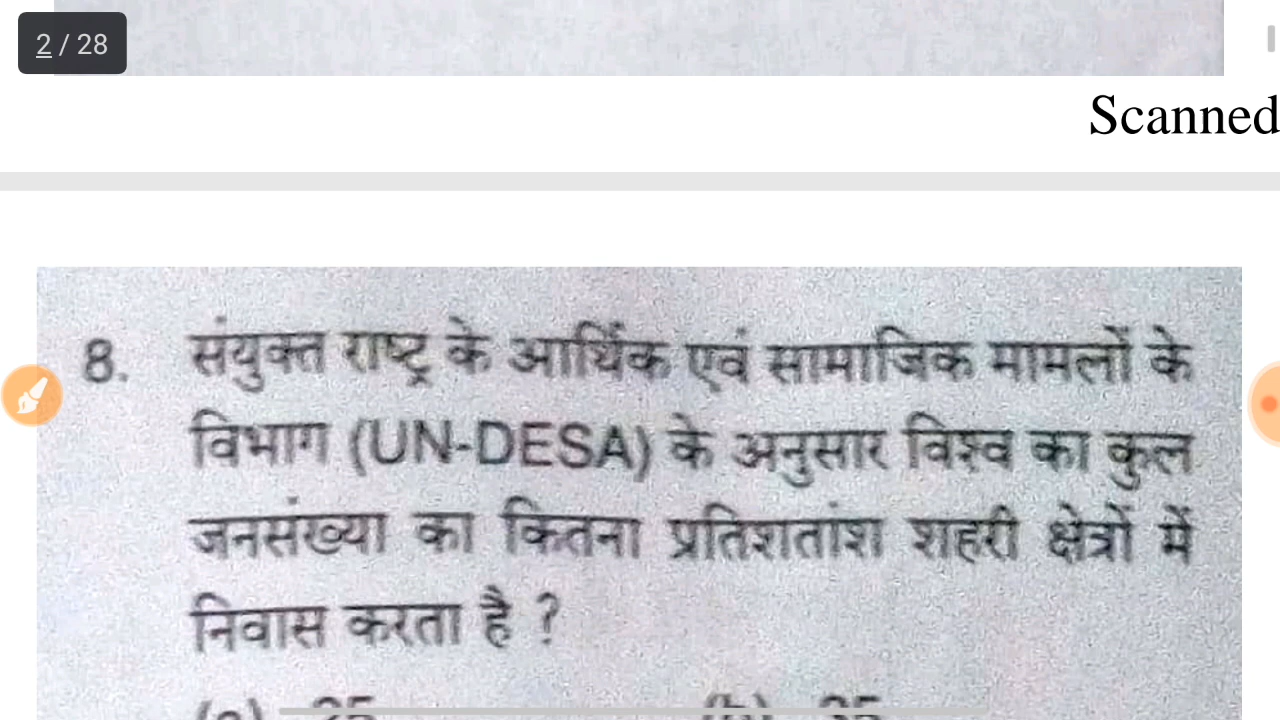 2 / 28
Scanned
8. संयुक्त राष्ट्र के आर्थिक एवं सामाजिक मामलों के
विभाग (UN-DESA) के अनुसार विश्व का कुल
जनसंख्या का कितना प्रतिशतांश शहरी क्षेत्रों में
निवास करता है ?